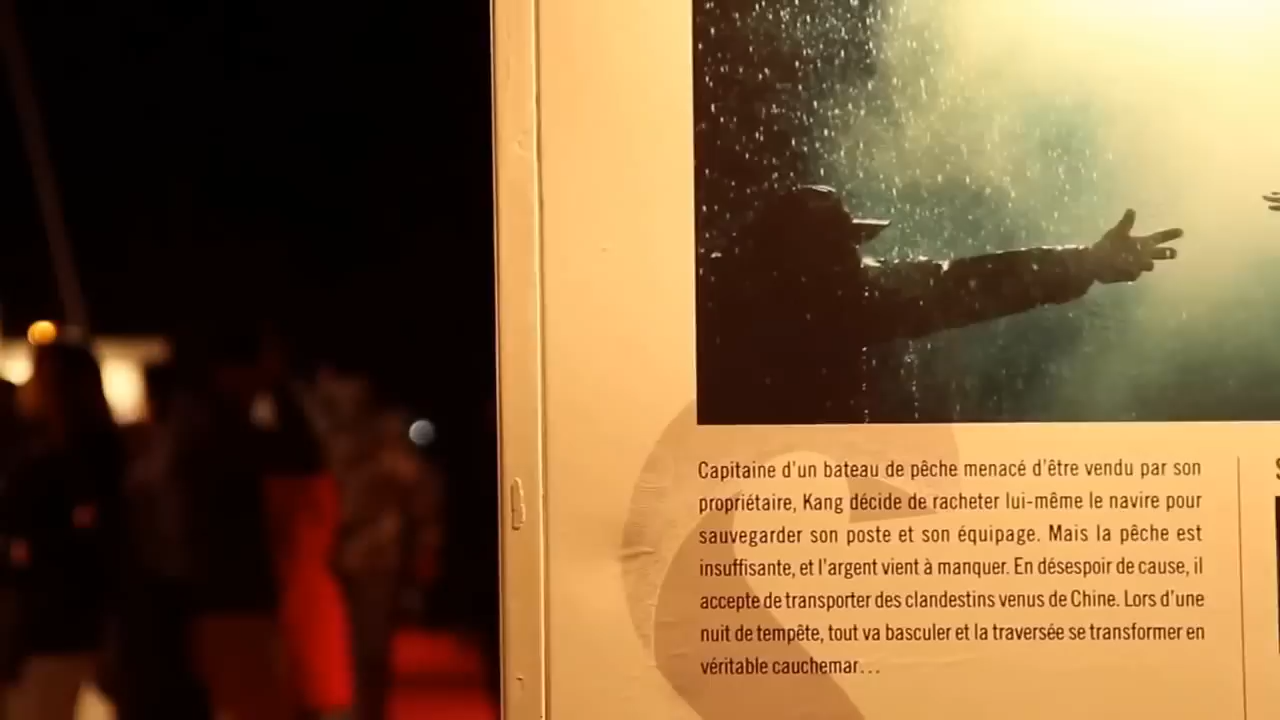 Capitaine d'un bateau de pêche menacé d'être vendu par son
propriétaire, Kang décide de racheter lui-même le navire pour
sauvegarder son poste et son équipage. Mais la pêche est
insuffisante, et l'argent vient à manquer. En désespoir de cause, il
accepte de transporter des clandestins venus de Chine. Lors d'une
nuit de tempête, tout va basculer et la traversée se transformer en
véritable cauchemar...